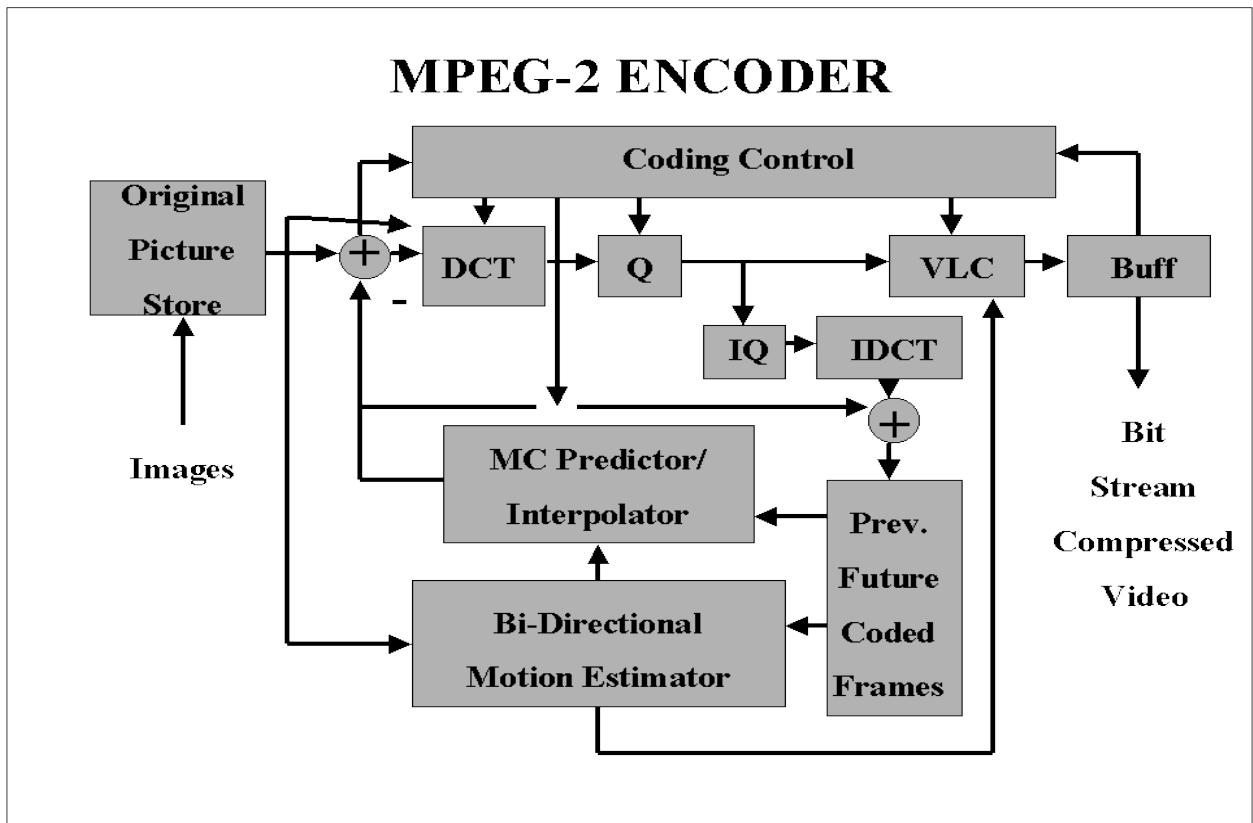 MPEG-2 ENCODER
Coding Control
Original
Picture
Store
+
DCT
-
Q
VLC
Buff
IQ
IDCT
+
Images
MC Predictor/
Interpolator
Prev.
Future
Coded
Frames
Bi-Directional
Motion Estimator
Bit
Stream
Compressed
Video